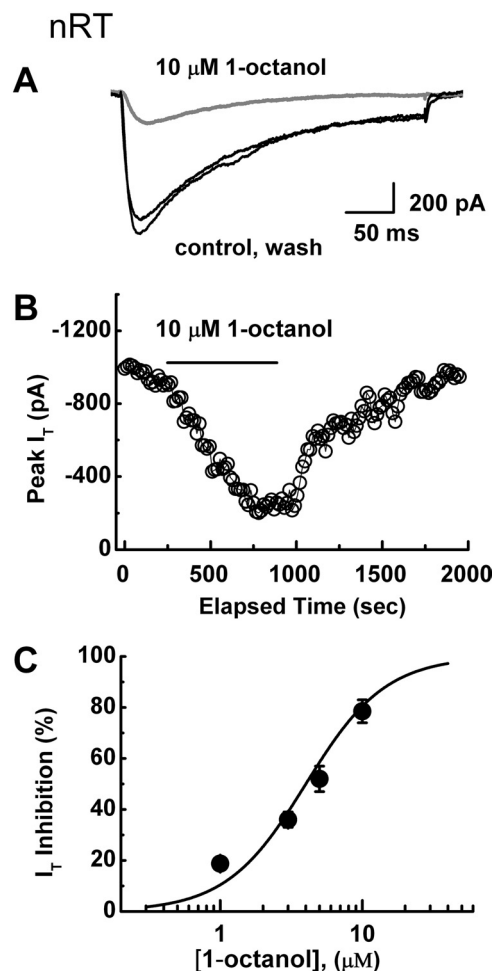 nRT
A
10 μM 1-octanol
200 pA
50 ms
control, wash
B
10 μM 1-octanol
-1200
-800
-400
0
Peak I_T (pA)
0 500 1000 1500 2000
Elapsed Time (sec)
C
100
80
60
40
20
0
I_T Inhibition (%)
1 10
[1-octanol], (μM)